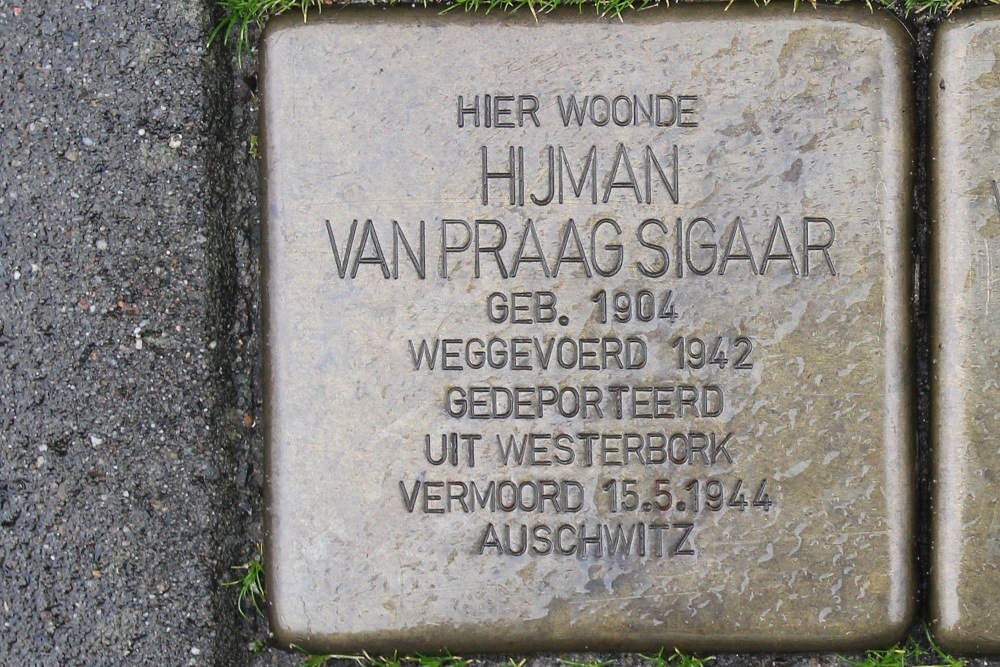 HIER WOONDE
HIJMAN
VAN PRAAG SIGAAR
GEB. 1904
WEGGEVOERD 1942
GEDEPORTEERD
UIT WESTERBORK
VERMOORD 15.5.1944
AUSCHWITZ